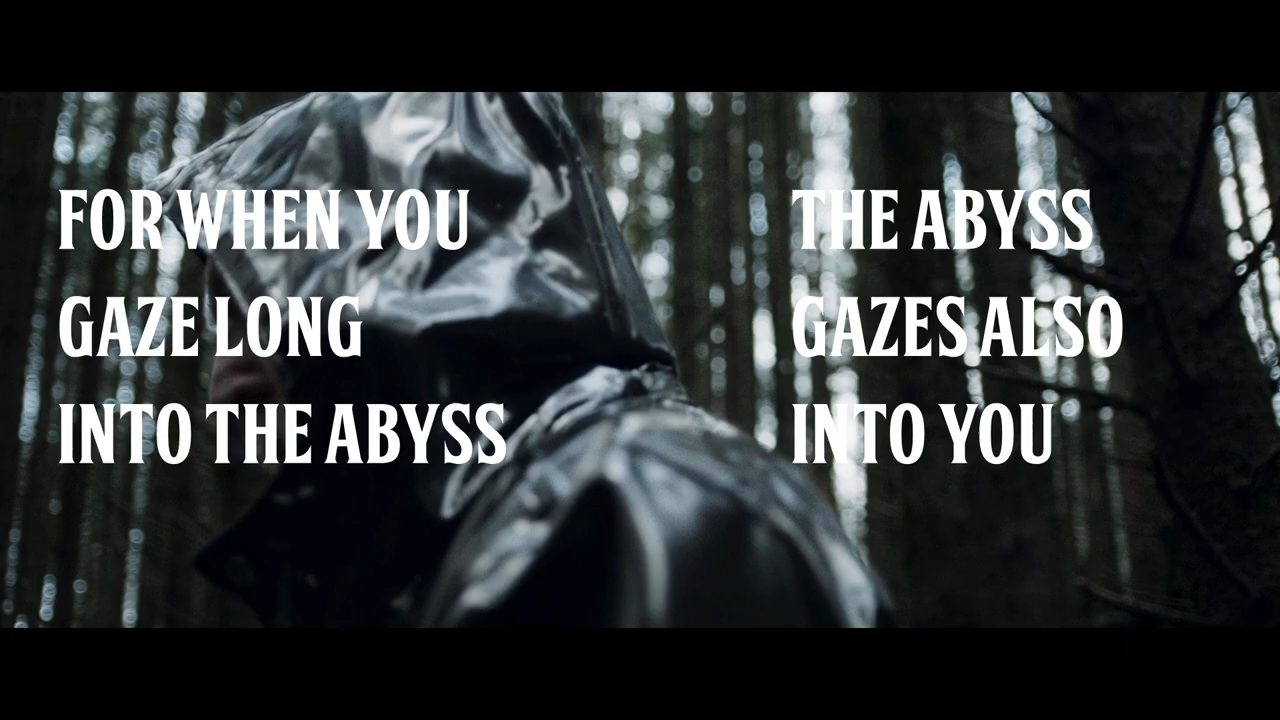 FOR WHEN YOU
GAZE LONG
INTO THE ABYSS
THE ABYSS
GAZES ALSO
INTO YOU